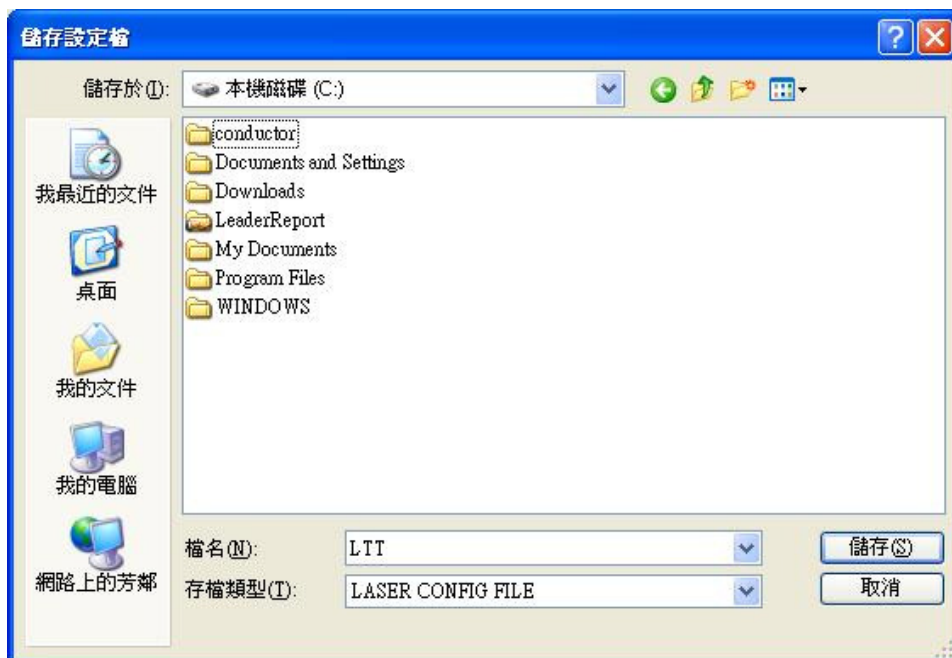 儲存設定檔
儲存於(I): 本機磁碟 (C:)
我最近的文件
桌面
我的文件
我的電腦
網路上的芳鄰
conductor
Documents and Settings
Downloads
LeaderReport
My Documents
Program Files
WINDOWS
檔名(N): LTT 儲存(S)
存檔類型(T): LASER CONFIG FILE 取消